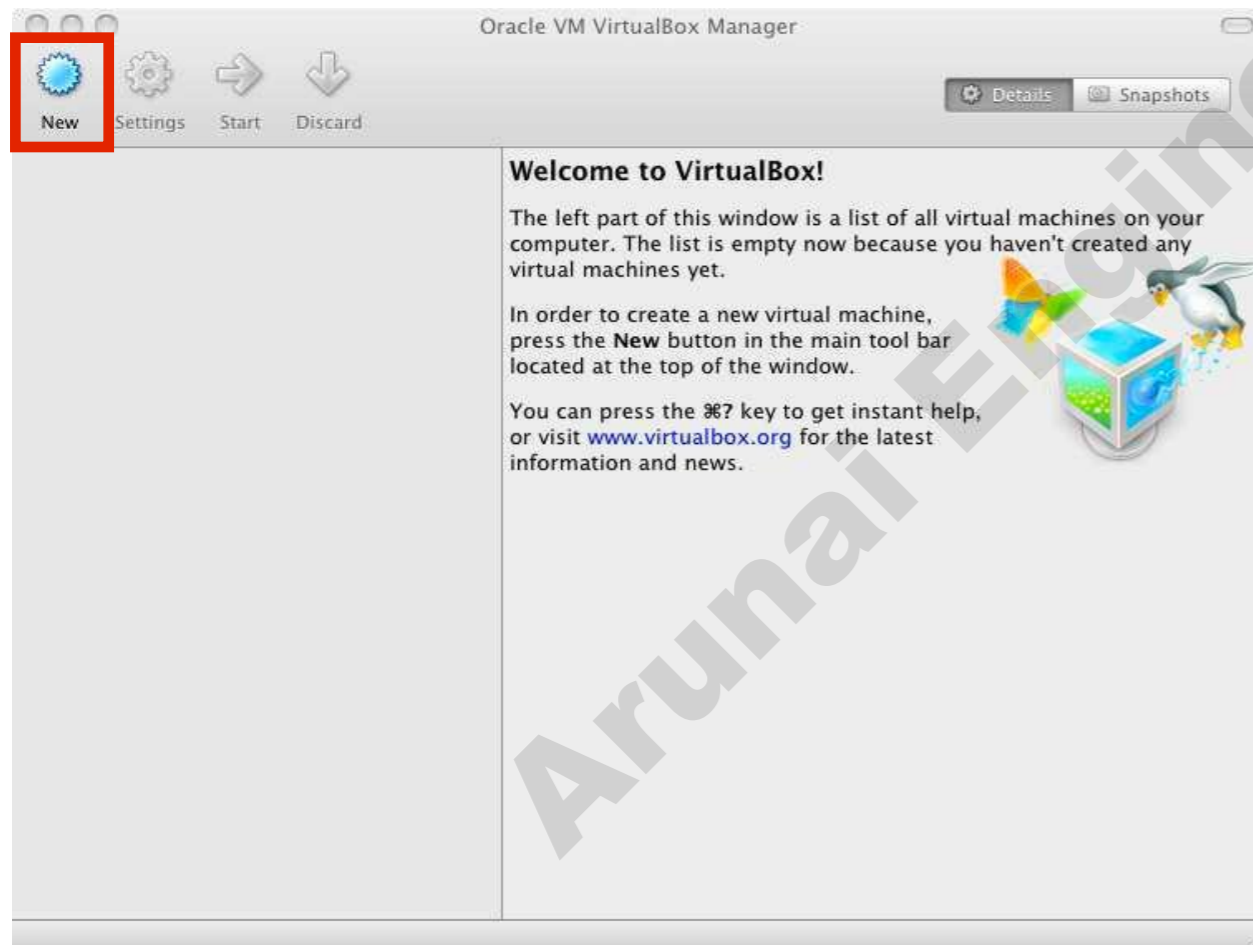 Oracle VM VirtualBox Manager
New Settings Start Discard
Details Snapshots
Welcome to VirtualBox!
The left part of this window is a list of all virtual machines on your
computer. The list is empty now because you haven't created any
virtual machines yet.
In order to create a new virtual machine,
press the New button in the main tool bar
located at the top of the window.
You can press the ⌘? key to get instant help,
or visit www.virtualbox.org for the latest
information and news.
Arunai